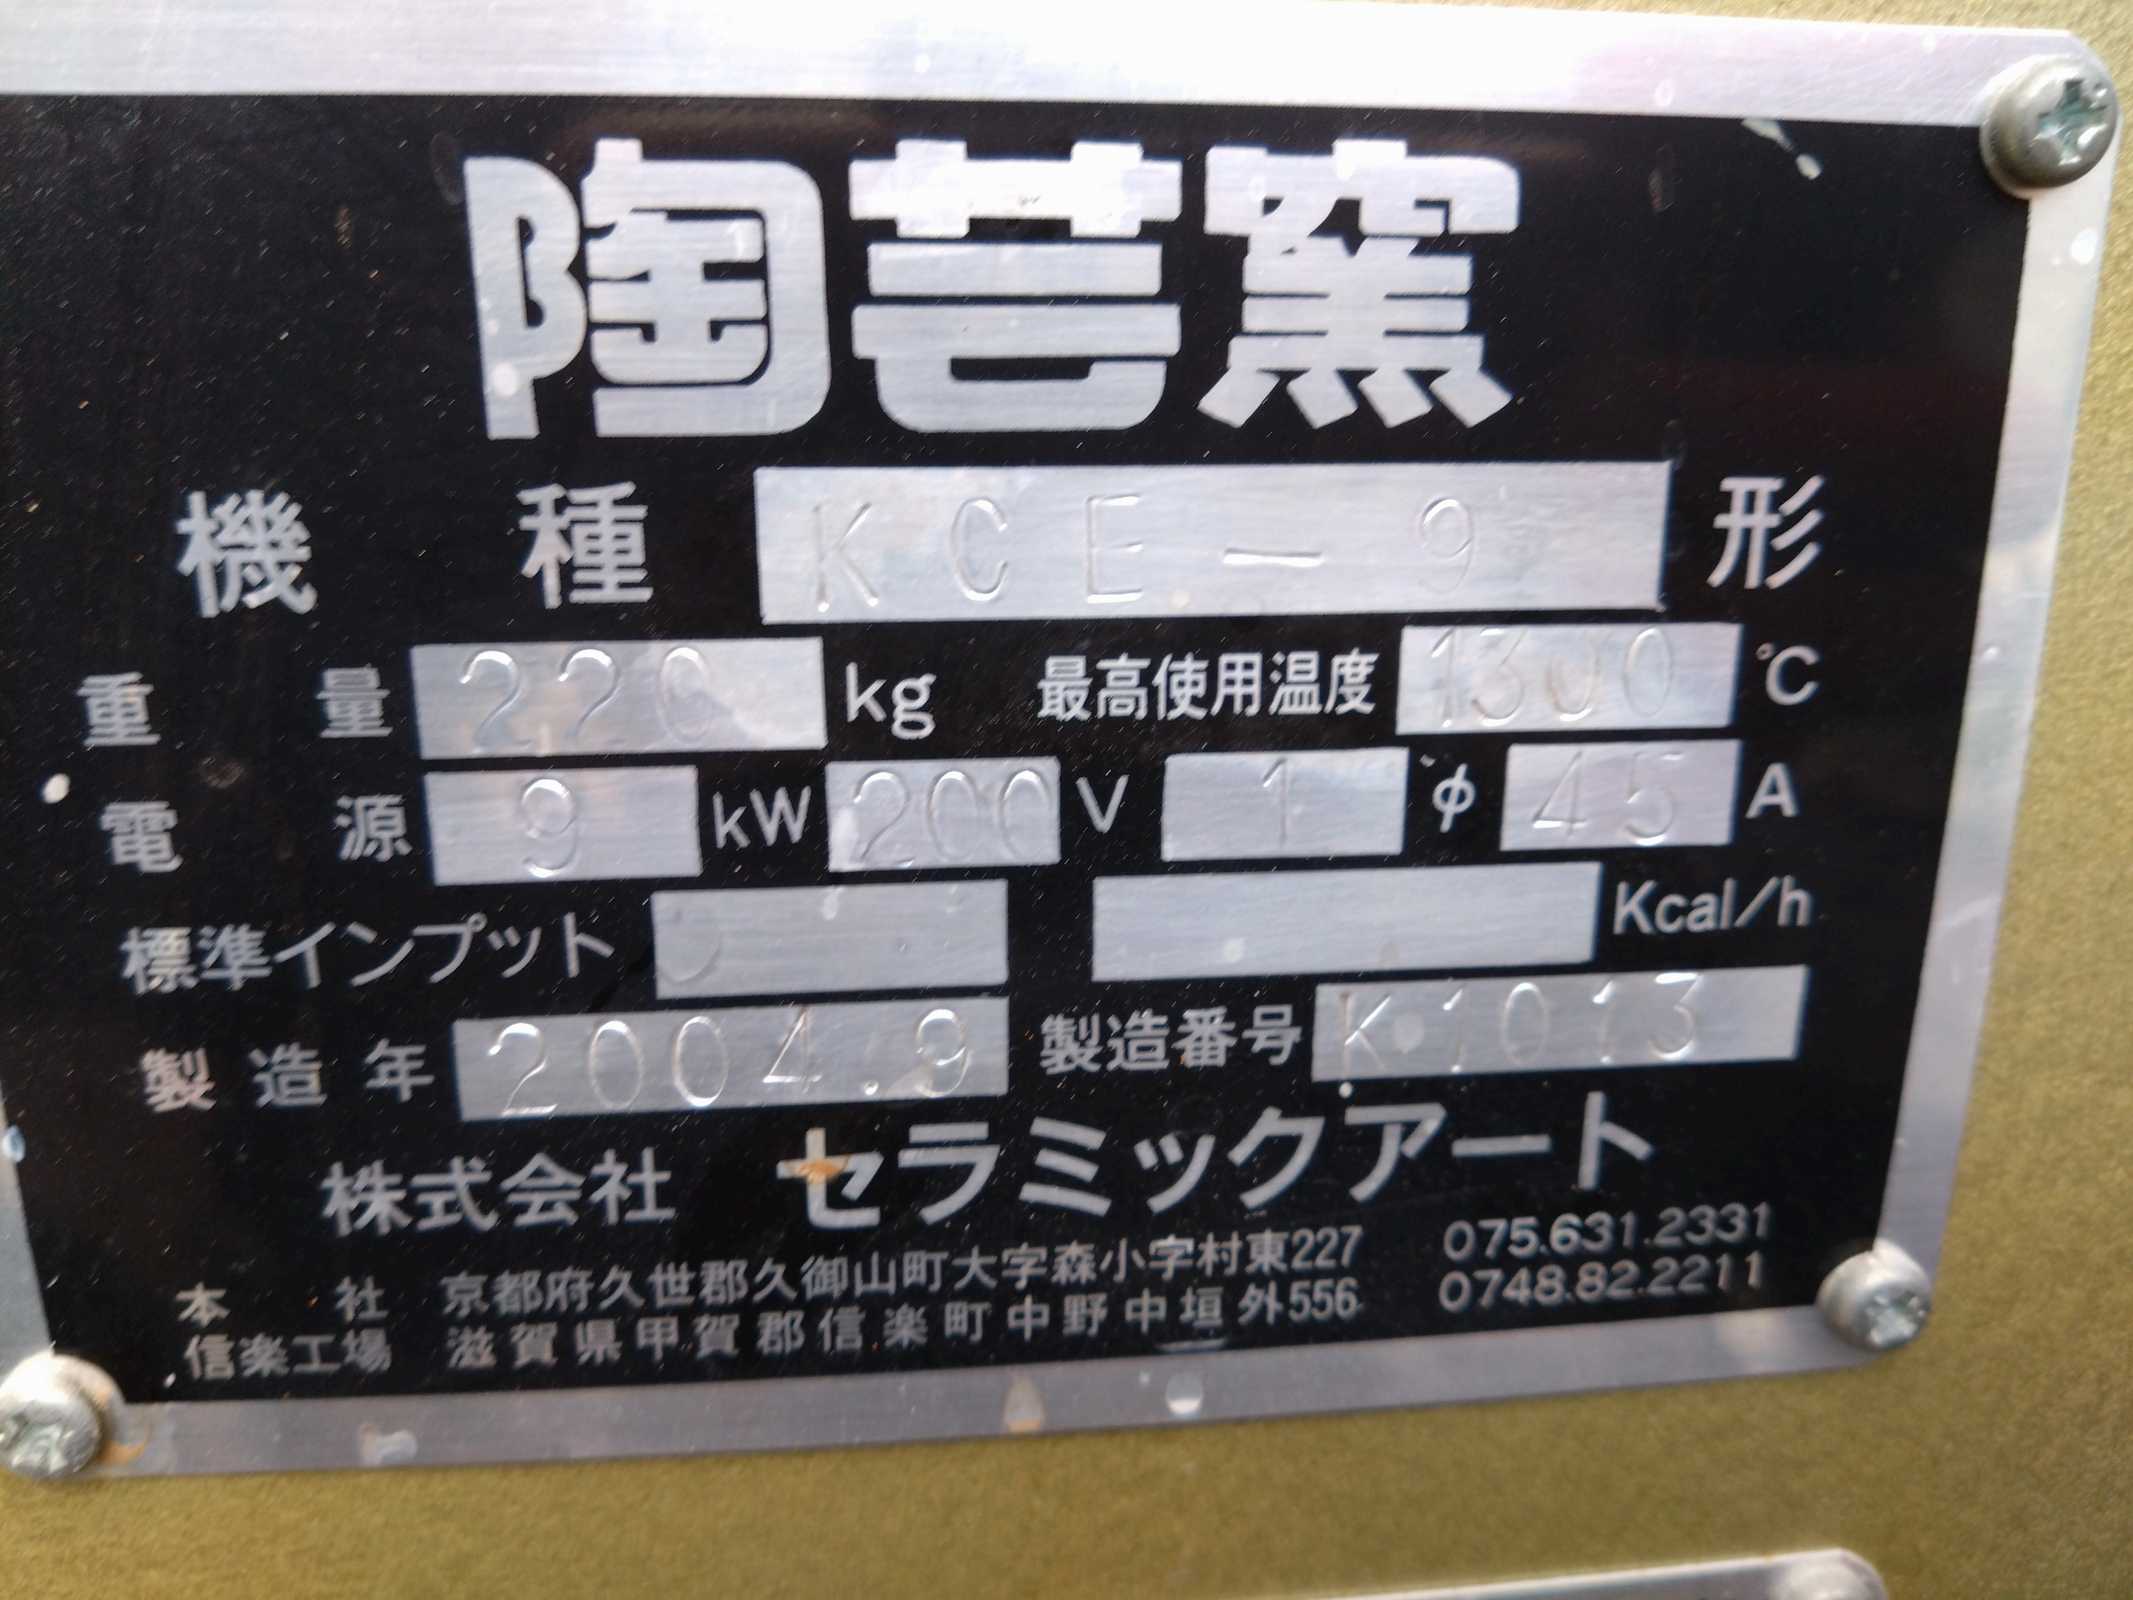 陶芸窯
機種 KCE-9 形
重量 220 kg 最高使用温度 1300 ℃
電源 9 kW 200 V 1 φ 45 A
標準インプット Kcal/h
製造年 2004.9 製造番号 K1013
株式会社 セラミックアート
本社 京都府久世郡久御山町大字森小字村東227 075.631.2331
信楽工場 滋賀県甲賀郡信楽町中野中垣外556 0748.82.2211